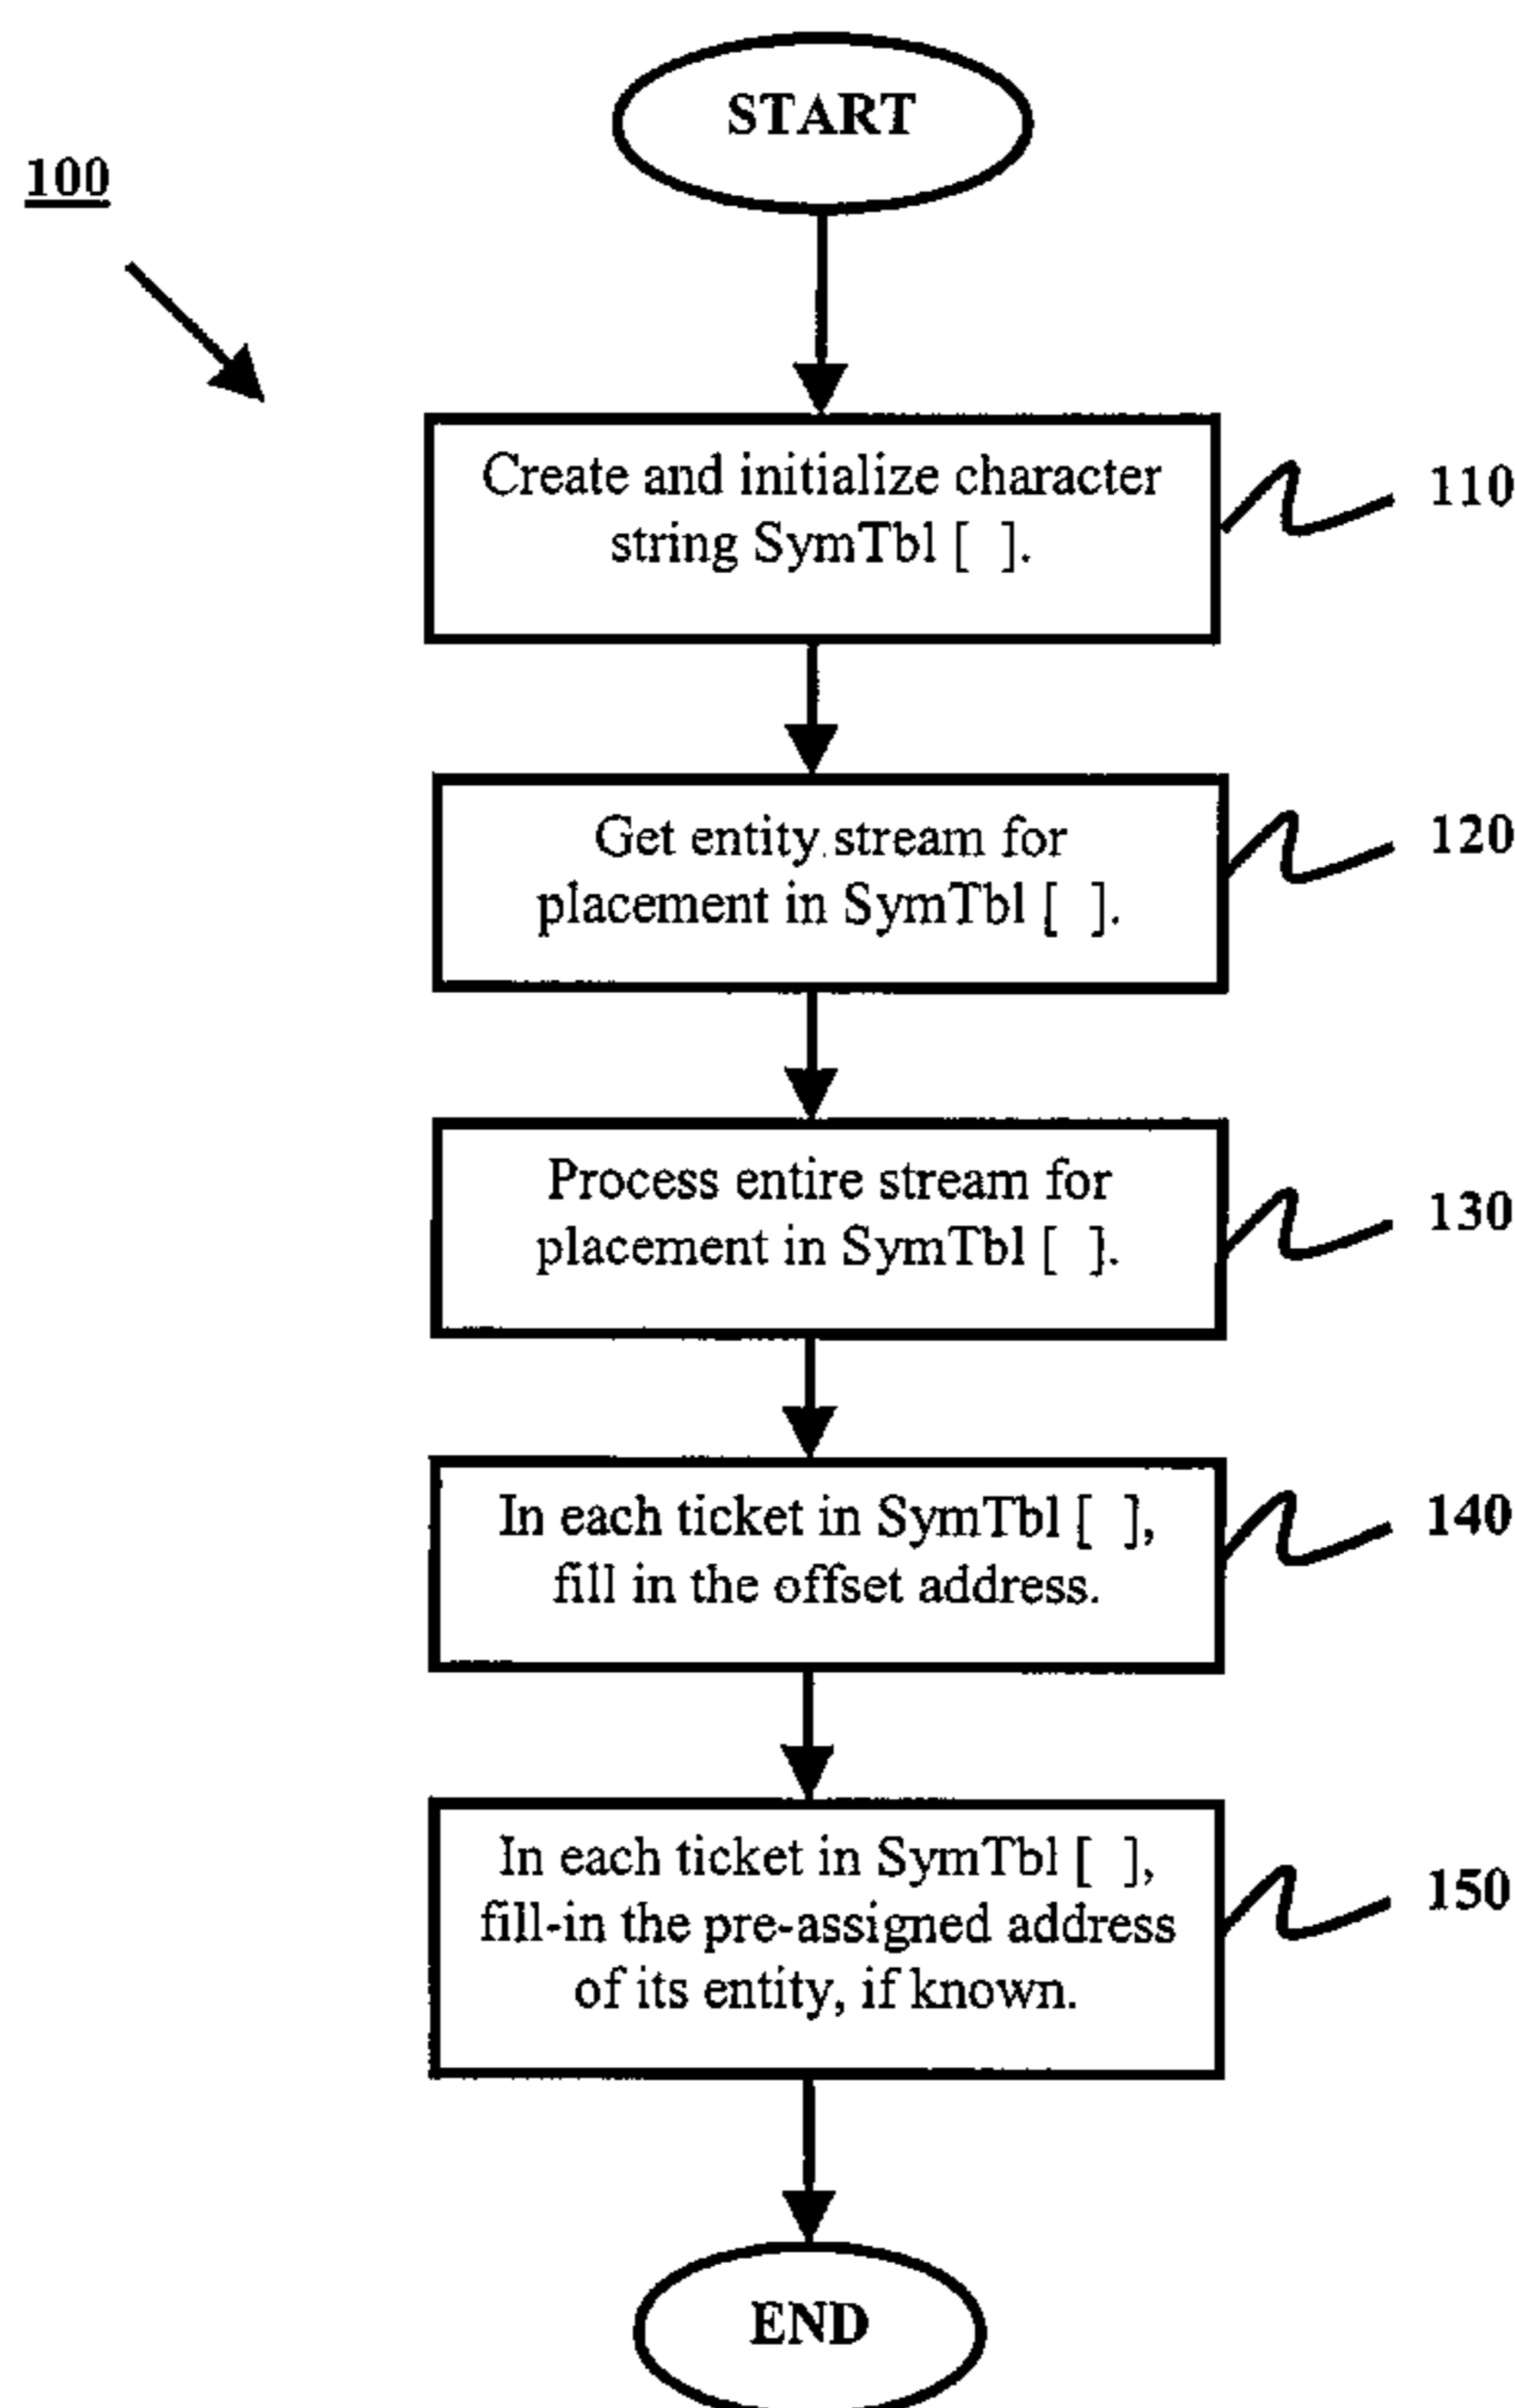 START
100
Create and initialize character
string SymTbl [ ].
110
Get entity stream for
placement in SymTbl [ ].
120
Process entire stream for
placement in SymTbl [ ].
130
In each ticket in SymTbl [ ],
fill in the offset address.
140
In each ticket in SymTbl [ ],
fill-in the pre-assigned address
of its entity, if known.
150
END